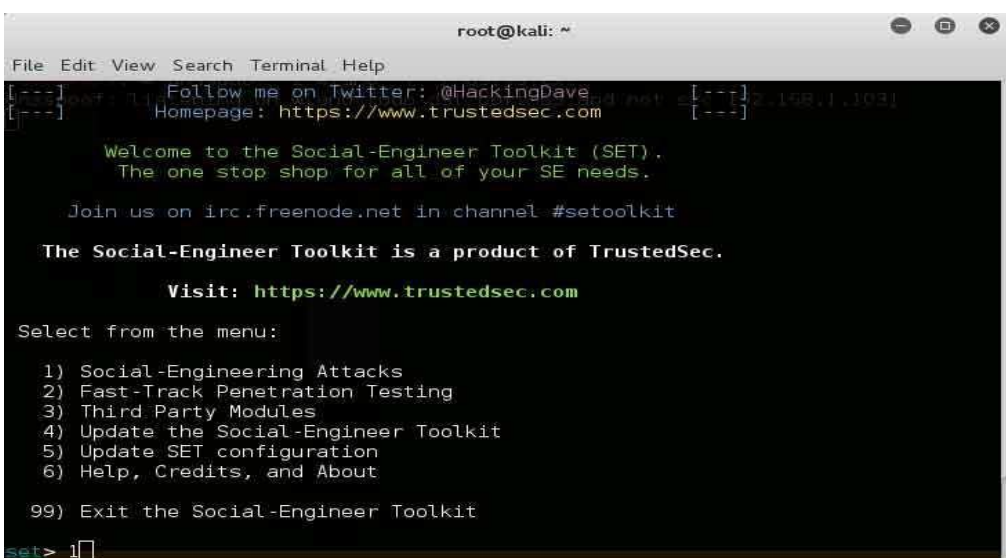 root@kali: ~
File Edit View Search Terminal Help
[---] Follow me on Twitter: @HackingDave [---]
[---] Homepage: https://www.trustedsec.com [---]
Welcome to the Social-Engineer Toolkit (SET).
The one stop shop for all of your SE needs.
Join us on irc.freenode.net in channel #setoolkit
The Social-Engineer Toolkit is a product of TrustedSec.
Visit: https://www.trustedsec.com
Select from the menu:
1) Social-Engineering Attacks
2) Fast-Track Penetration Testing
3) Third Party Modules
4) Update the Social-Engineer Toolkit
5) Update SET configuration
6) Help, Credits, and About
99) Exit the Social-Engineer Toolkit
set> 1